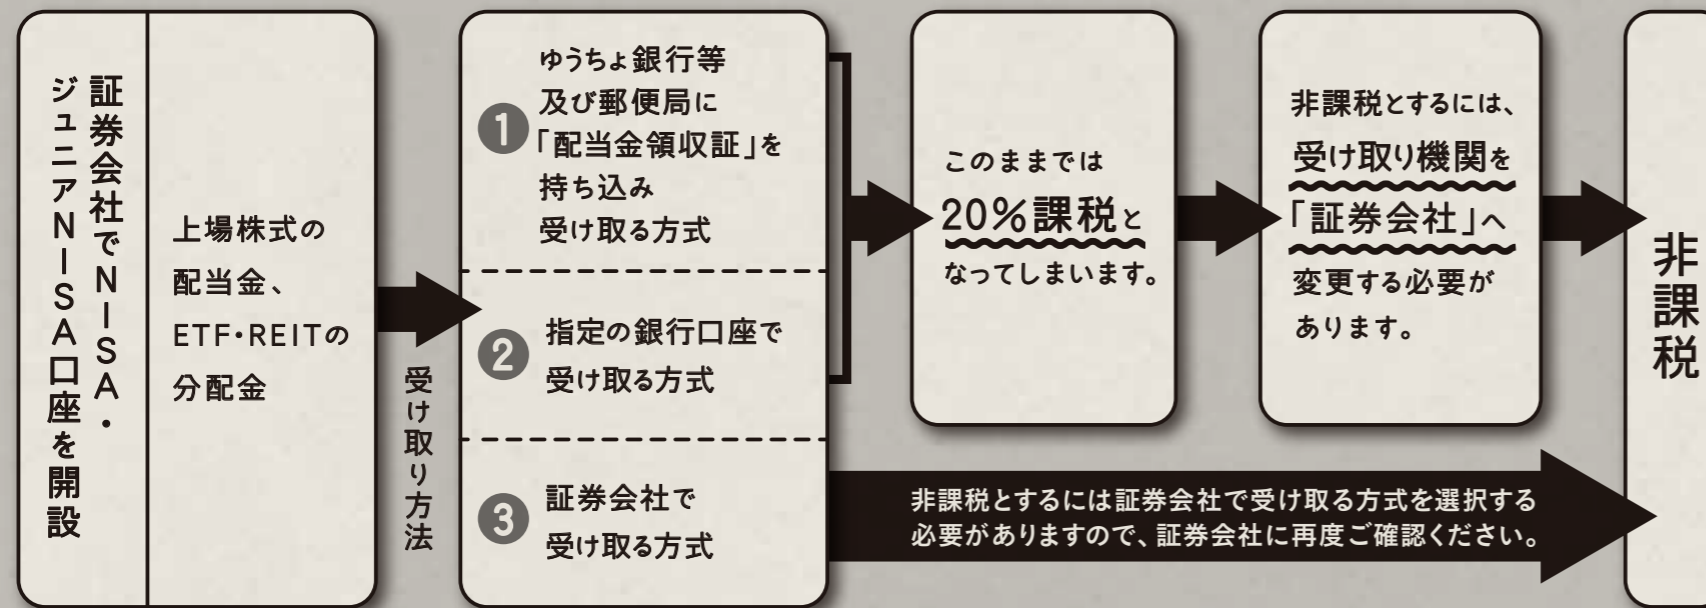 証券会社でNISA・
ジュニアNISA口座を開設
上場株式の
配当金、
ETF・REITの
分配金
受け取り方法
1
ゆうちょ銀行等
及び郵便局に
「配当金領収証」を
持ち込み
受け取る方式
2
指定の銀行口座で
受け取る方式
3
証券会社で
受け取る方式
このままでは
20%課税と
なってしまいます。
非課税とするには、
受け取り機関を
「証券会社」へ
変更する必要が
あります。
非課税とするには証券会社で受け取る方式を選択する
必要がありますので、証券会社に再度ご確認ください。
非課税